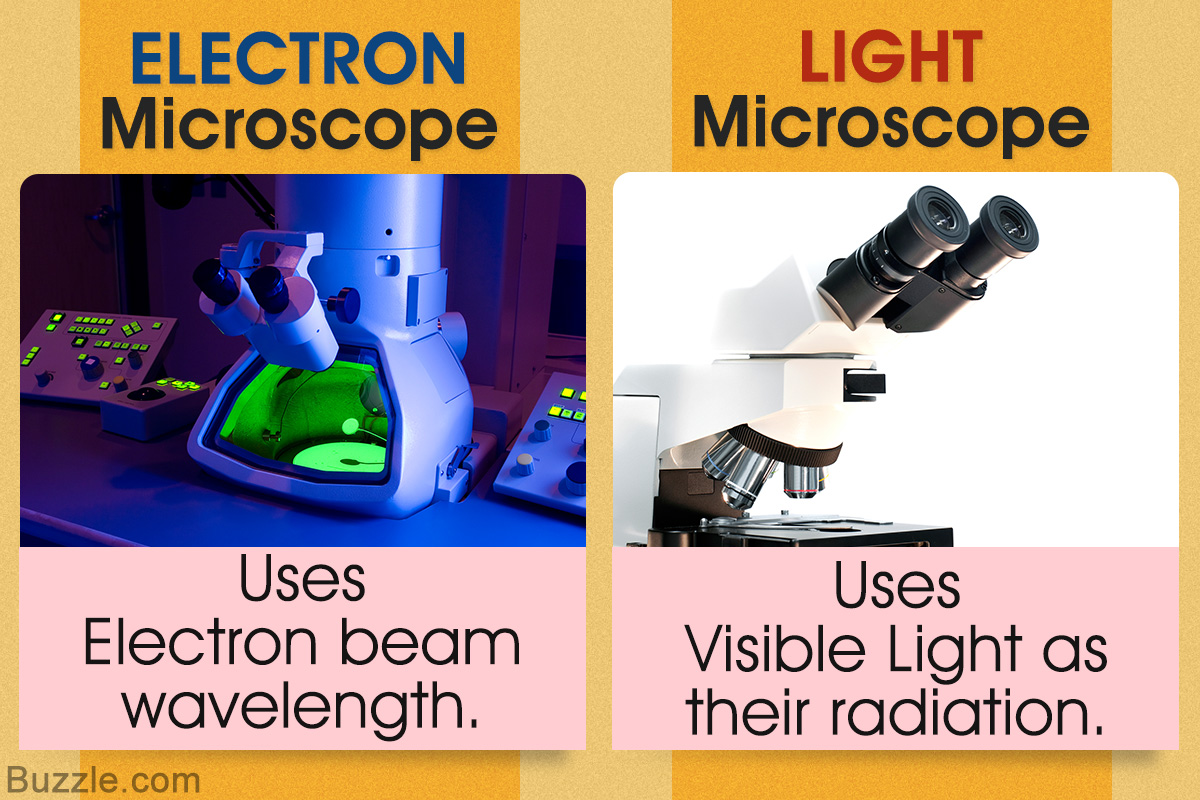 ELECTRON
Microscope
Uses
Electron beam
wavelength.
LIGHT
Microscope
Uses
Visible Light as
their radiation.
Buzzle.com